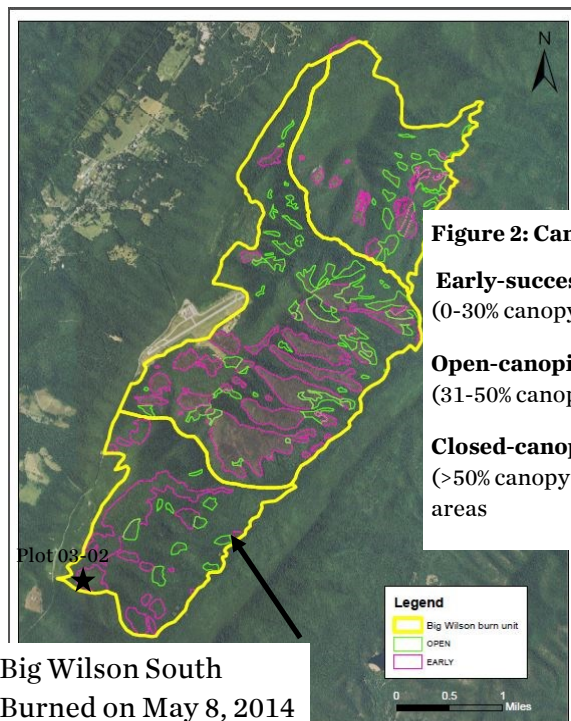 N
Figure 2: Can
Early-succes
(0-30% canopy
Open-canopi
(31-50% canop
Closed-canop
(>50% canopy
areas
Plot 03-02
Legend
Big Wilson burn unit
OPEN
EARLY
0 0.5 1
Miles
Big Wilson South
Burned on May 8, 2014